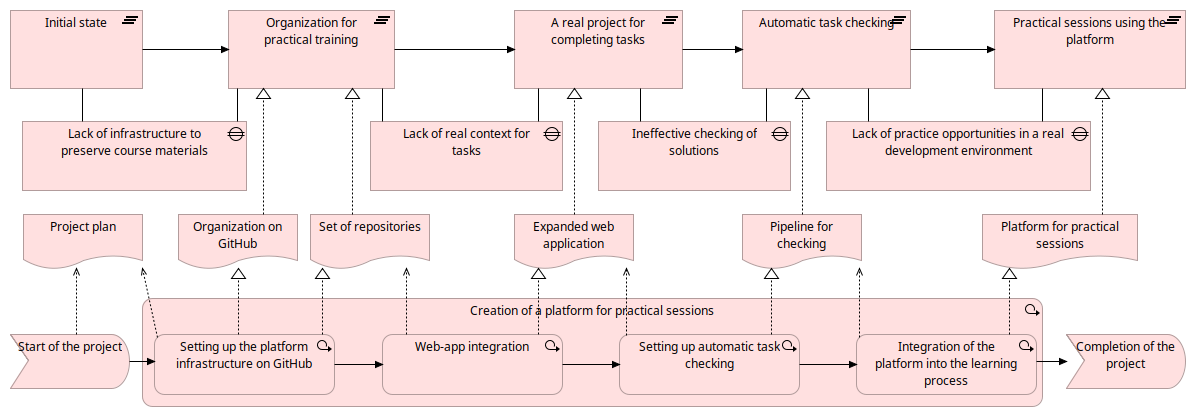 Initial state
Organization for
practical training
A real project for
completing tasks
Automatic task checking
Practical sessions using the
platform
Lack of infrastructure to
preserve course materials
Lack of real context for
tasks
Ineffective checking of
solutions
Lack of practice opportunities in a real
development environment
Project plan
Organization on
GitHub
Set of repositories
Expanded web
application
Pipeline for
checking
Platform for practical
sessions
Creation of a platform for practical sessions
Start of the project
Setting up the platform
infrastructure on GitHub
Web-app integration
Setting up automatic task
checking
Integration of the
platform into the learning
process
Completion of the
project